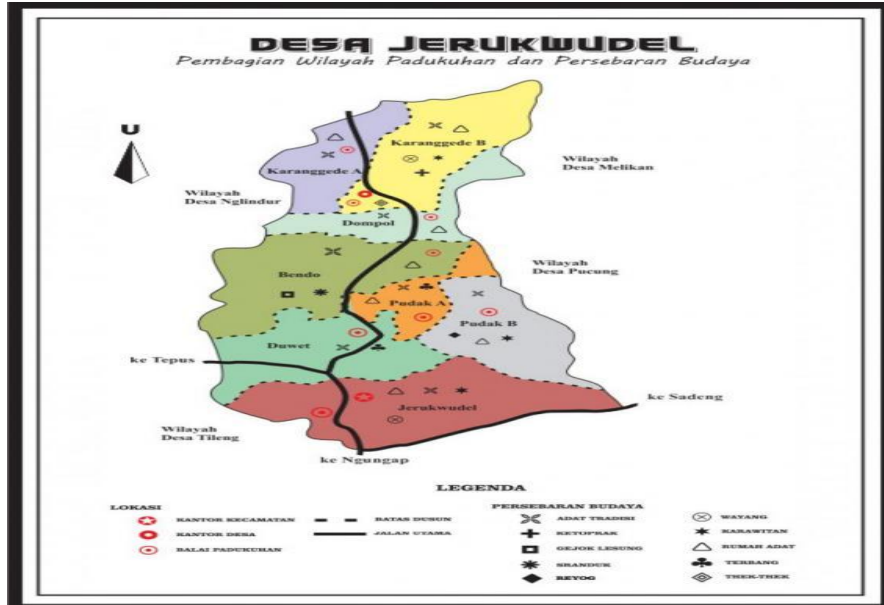 DESA JERUKWUDEL
Pembagian Wilayah Padukuhan dan Persebaran Budaya
U
Karanggede B
Karanggede A
Wilayah
Desa Melikan
Wilayah
Desa Nglindur
Dompol
Wilayah
Desa Pucung
Bendo
Pudak A
Pudak B
Duwet
ke Tepus
ke Sadeng
Jerukwudel
Wilayah
Desa Tileng
ke Ngungap
LEGENDA
LOKASI
KANTOR KECAMATAN
KANTOR DESA
BALAI PADUKUHAN
BATAS DUSUN
JALAN UTAMA
PERSEBARAN BUDAYA
ADAT TRADISI
KETOPRAK
GEJOK LESUNG
SRANDUK
REYOG
WAYANG
KARAWITAN
RUMAH ADAT
TERBANG
THEK-THEK